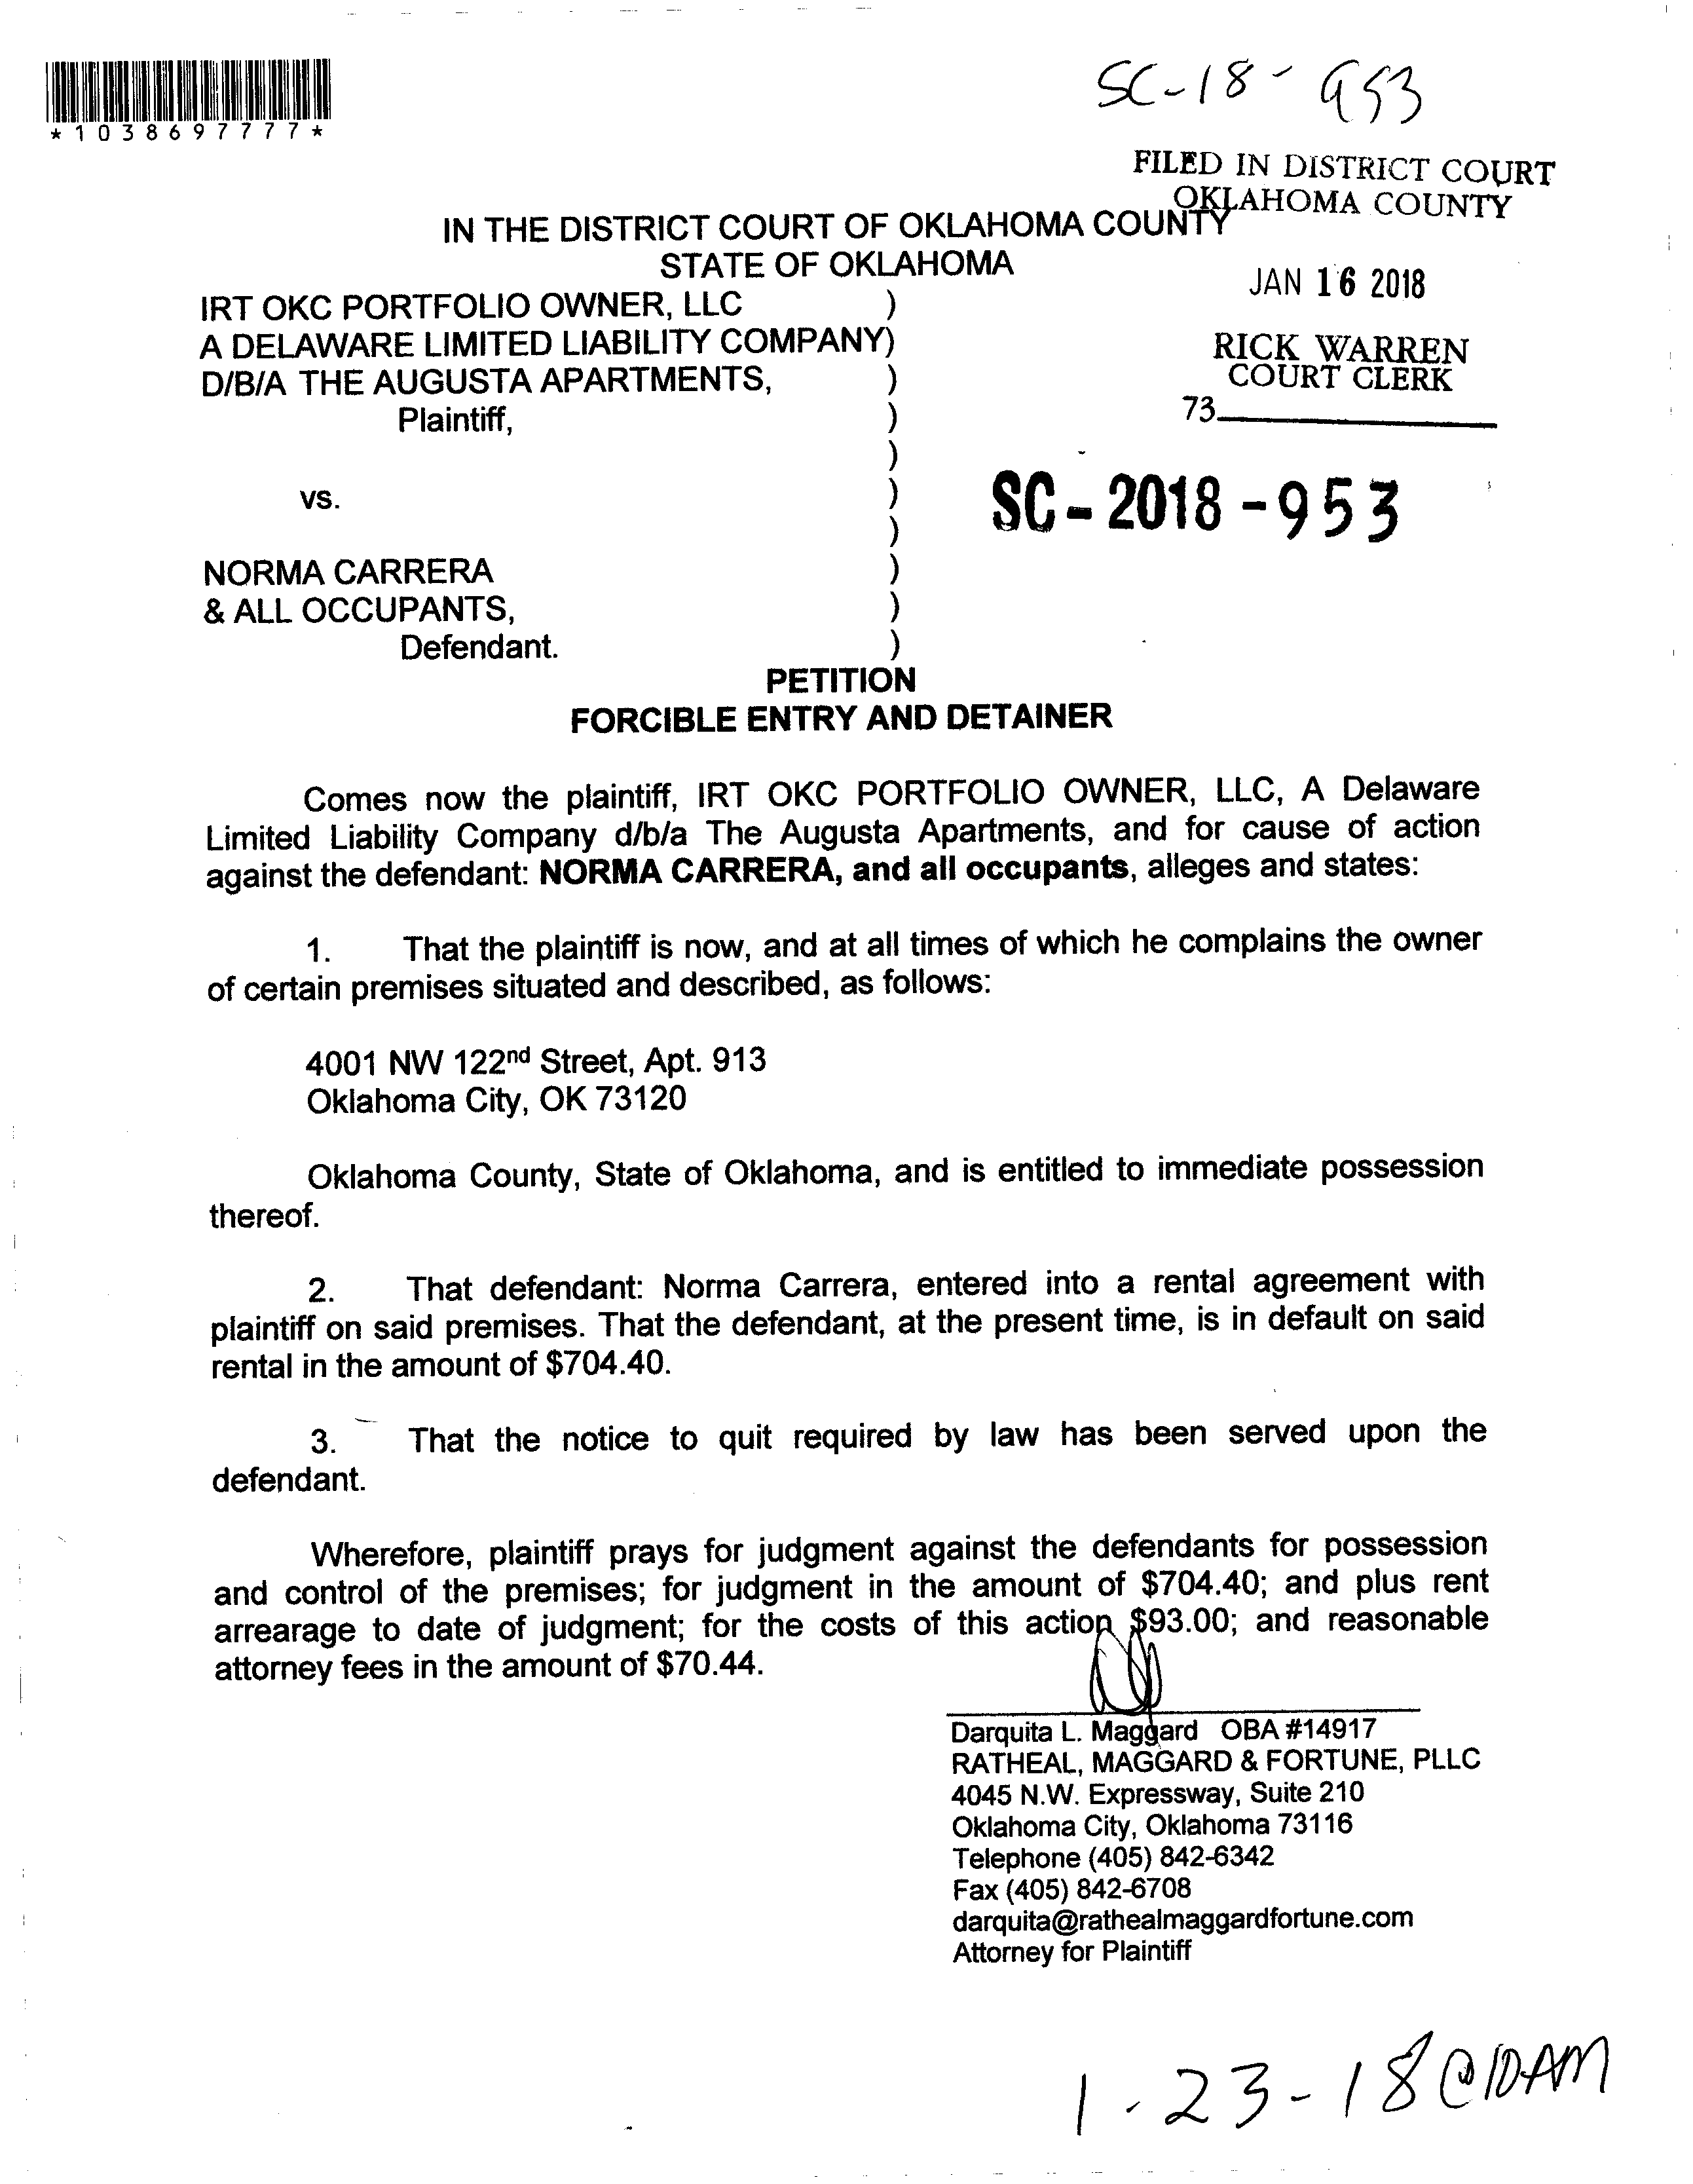 SC-18-953
*1038697777*
FILED IN DISTRICT COURT
OKLAHOMA COUNTY
IN THE DISTRICT COURT OF OKLAHOMA COUNTY
STATE OF OKLAHOMA
JAN 16 2018
IRT OKC PORTFOLIO OWNER, LLC )
A DELAWARE LIMITED LIABILITY COMPANY)
RICK WARREN
COURT CLERK
D/B/A THE AUGUSTA APARTMENTS, )
73
Plaintiff, )
)
vs. )
SC-2018-953
)
NORMA CARRERA )
& ALL OCCUPANTS, )
Defendant. )
PETITION
FORCIBLE ENTRY AND DETAINER
Comes now the plaintiff, IRT OKC PORTFOLIO OWNER, LLC, A Delaware
Limited Liability Company d/b/a The Augusta Apartments, and for cause of action
against the defendant: NORMA CARRERA, and all occupants, alleges and states:
1. That the plaintiff is now, and at all times of which he complains the owner
of certain premises situated and described, as follows:
4001 NW 122nd Street, Apt. 913
Oklahoma City, OK 73120
Oklahoma County, State of Oklahoma, and is entitled to immediate possession
thereof.
2. That defendant: Norma Carrera, entered into a rental agreement with
plaintiff on said premises. That the defendant, at the present time, is in default on said
rental in the amount of $704.40.
3. That the notice to quit required by law has been served upon the
defendant.
Wherefore, plaintiff prays for judgment against the defendants for possession
and control of the premises; for judgment in the amount of $704.40; and plus rent
arrearage to date of judgment; for the costs of this action $93.00; and reasonable
attorney fees in the amount of $70.44.
Darquita L. Maggard OBA #14917
RATHEAL, MAGGARD & FORTUNE, PLLC
4045 N.W. Expressway, Suite 210
Oklahoma City, Oklahoma 73116
Telephone (405) 842-6342
Fax (405) 842-6708
darquita@rathealmaggardfortune.com
Attorney for Plaintiff
1-23-18@10AM